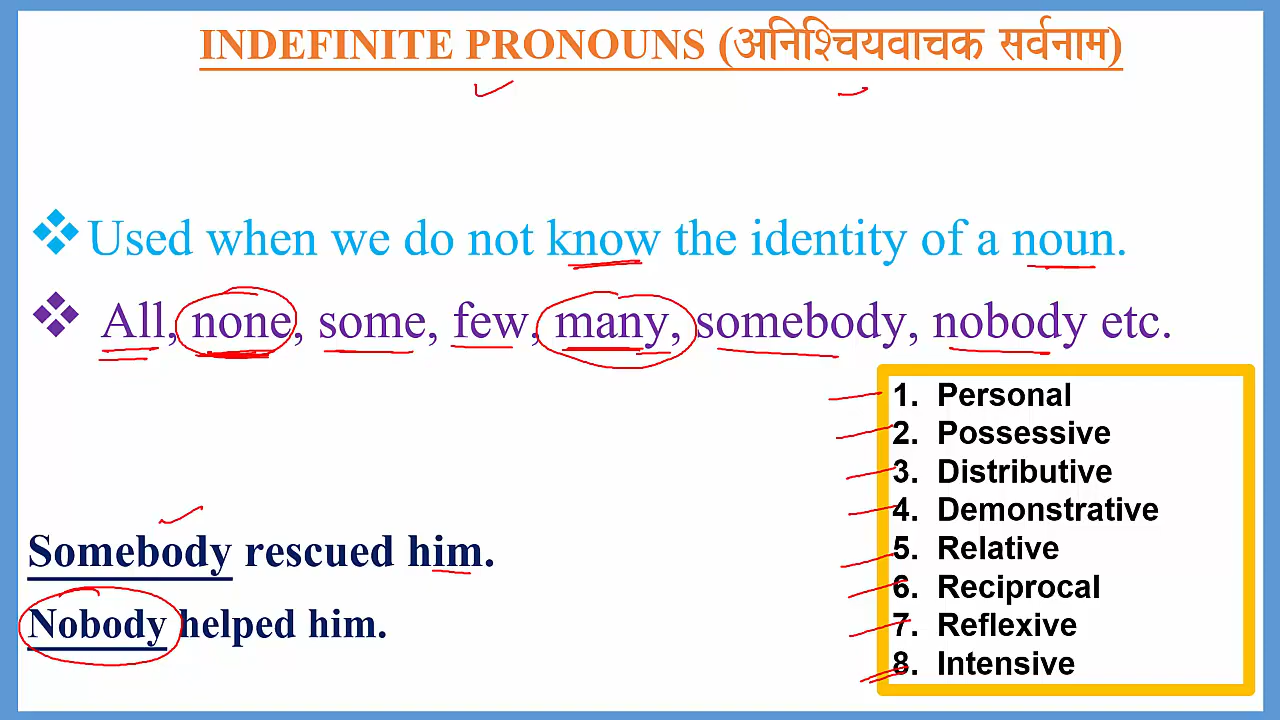 INDEFINITE PRONOUNS (अनिश्चियवाचक सर्वनाम)
❖Used when we do not know the identity of a noun.
❖ All, none, some, few, many, somebody, nobody etc.
1. Personal
2. Possessive
3. Distributive
4. Demonstrative
5. Relative
6. Reciprocal
7. Reflexive
8. Intensive
Somebody rescued him.
Nobody helped him.